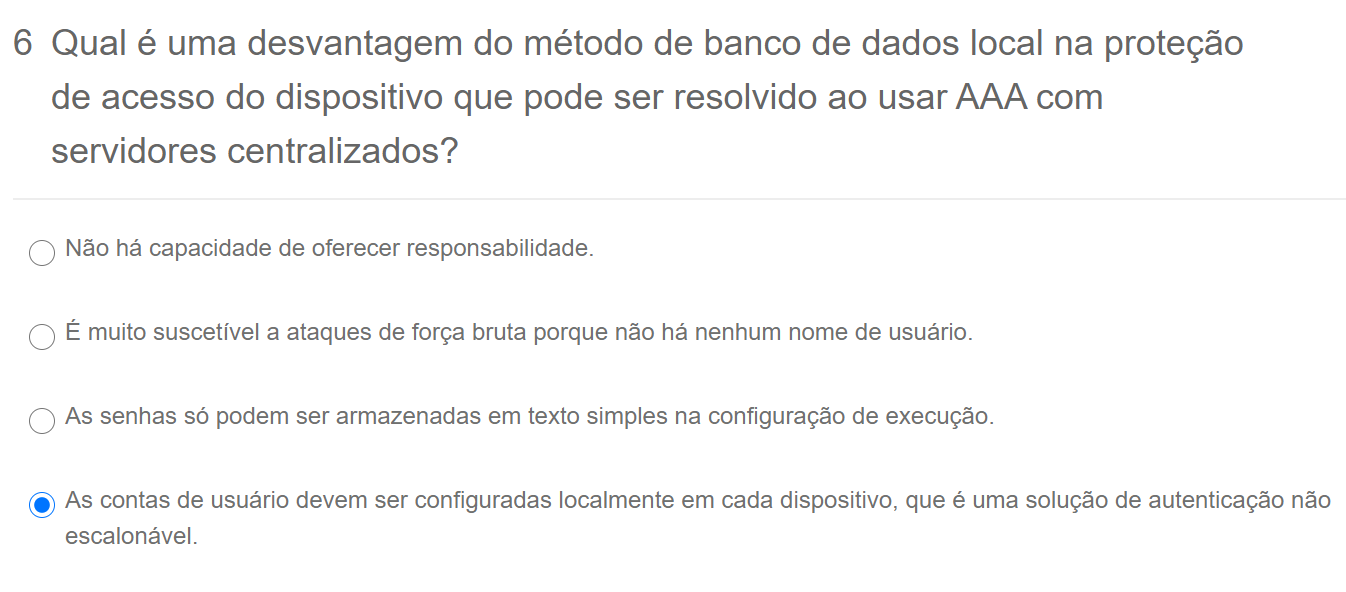 6 Qual é uma desvantagem do método de banco de dados local na proteção
de acesso do dispositivo que pode ser resolvido ao usar AAA com
servidores centralizados?
Não há capacidade de oferecer responsabilidade.
É muito suscetível a ataques de força bruta porque não há nenhum nome de usuário.
As senhas só podem ser armazenadas em texto simples na configuração de execução.
As contas de usuário devem ser configuradas localmente em cada dispositivo, que é uma solução de autenticação não
escalonável.